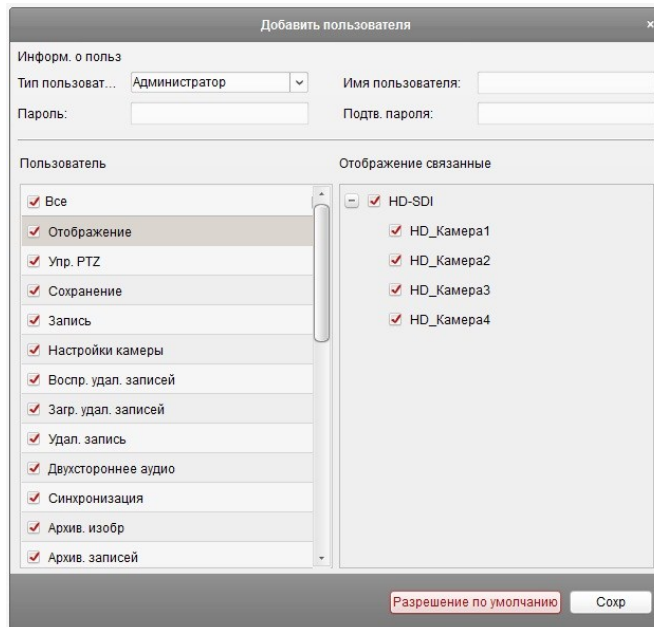 Добавить пользователя ×
Информ. о польз
Тип пользоват... Администратор Имя пользователя:
Пароль: Подтв. пароля:
Пользователь Отображение связанные
Все
Отображение
Упр. PTZ
Сохранение
Запись
Настройки камеры
Воспр. удал. записей
Загр. удал. записей
Удал. запись
Двухстороннее аудио
Синхронизация
Архив. изобр
Архив. записей
HD-SDI
HD_Камера1
HD_Камера2
HD_Камера3
HD_Камера4
Разрешение по умолчанию Сохр